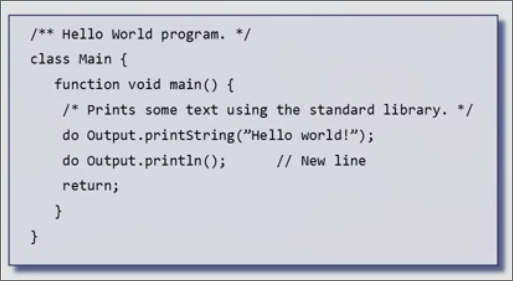 /** Hello World program. */
class Main {
function void main() {
/* Prints some text using the standard library. */
do Output.printString(”Hello world!”);
do Output.println();      // New line
return;
}
}